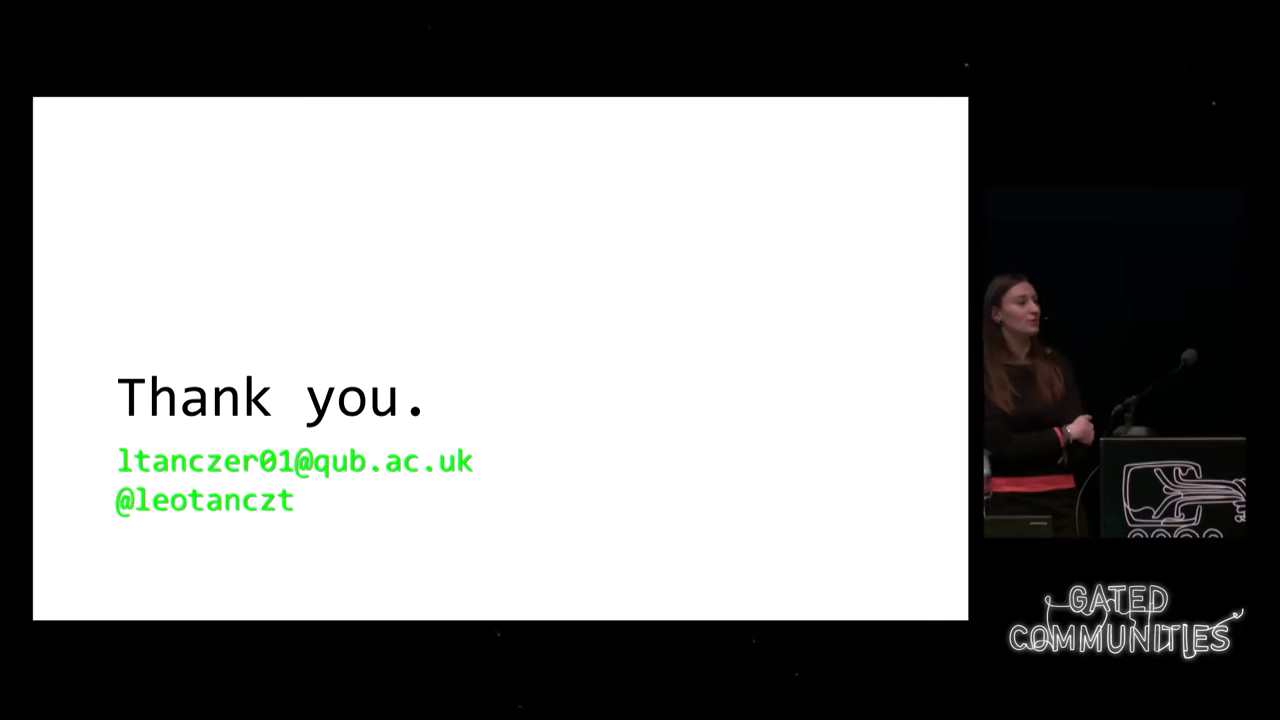 Thank you.
ltanczer01@qub.ac.uk
@leotanczt
GATED
COMMUNITIES